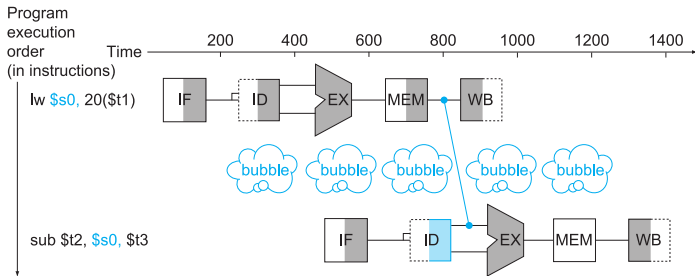 Program
execution
order
(in instructions)
Time
200 400 600 800 1000 1200 1400
lw $s0, 20($t1)
IF ID EX MEM WB
bubble bubble bubble bubble bubble
sub $t2, $s0, $t3
IF ID EX MEM WB